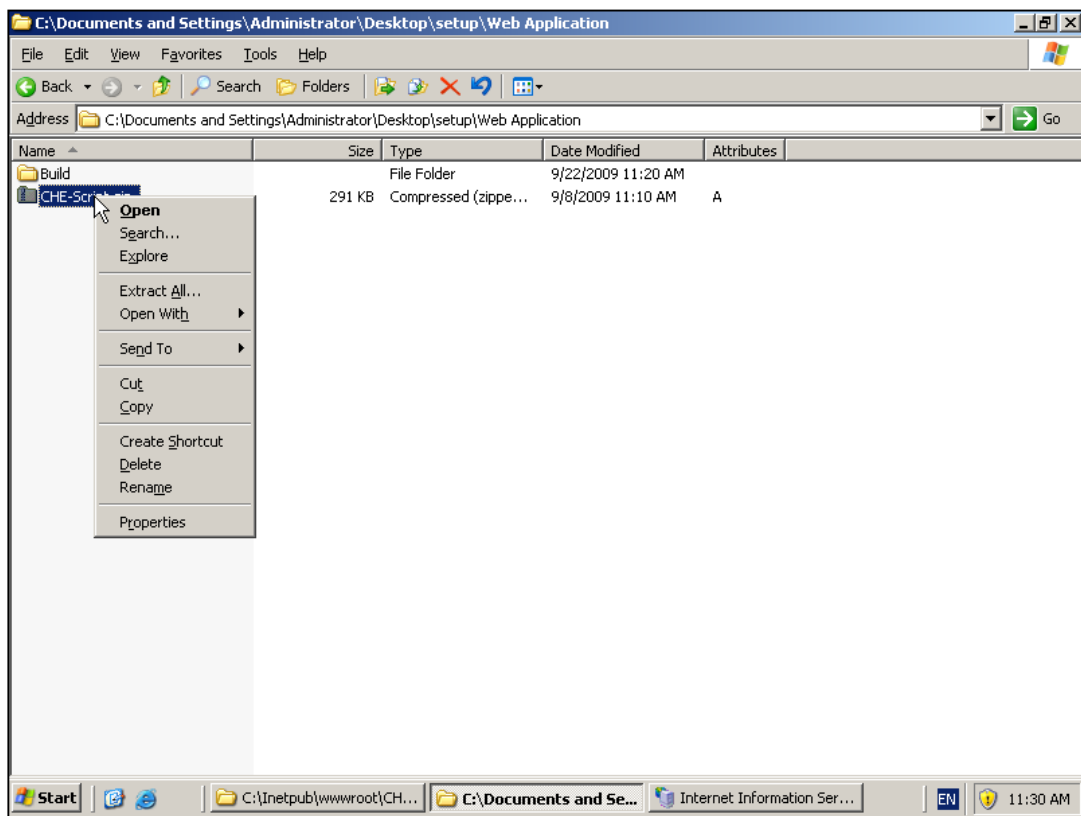 C:\Documents and Settings\Administrator\Desktop\setup\Web Application
File Edit View Favorites Tools Help
Back Search Folders
Address C:\Documents and Settings\Administrator\Desktop\setup\Web Application Go
Name Size Type Date Modified Attributes
Build File Folder 9/22/2009 11:20 AM
CHE-Script.zip 291 KB Compressed (zippe... 9/8/2009 11:10 AM A
Open
Search...
Explore
Extract All...
Open With
Send To
Cut
Copy
Create Shortcut
Delete
Rename
Properties
Start C:\Inetpub\wwwroot\CH... C:\Documents and Se... Internet Information Ser... EN 11:30 AM